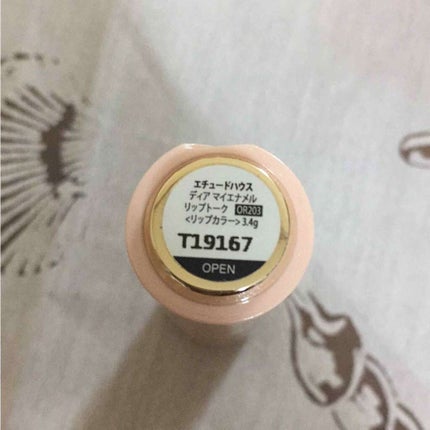 エチュードハウス
ディア マイエナメル
リップトーク OR203
<リップカラー> 3.4g
T19167
OPEN